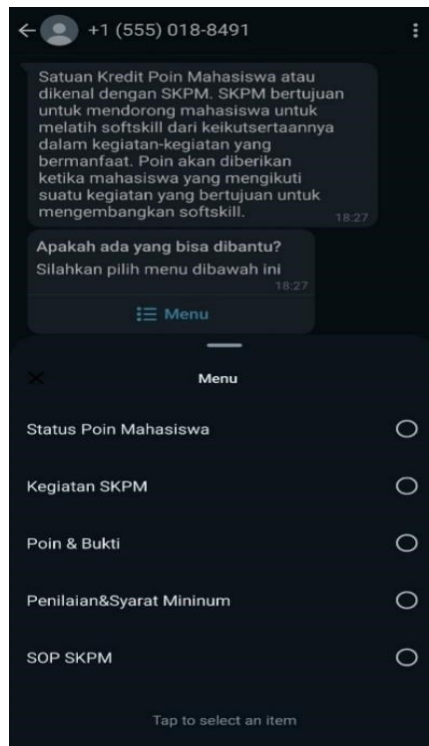 +1 (555) 018-8491
Satuan Kredit Poin Mahasiswa atau
dikenal dengan SKPM. SKPM bertujuan
untuk mendorong mahasiswa untuk
melatih softskill dari keikutsertaannya
dalam kegiatan-kegiatan yang
bermanfaat. Poin akan diberikan
ketika mahasiswa yang mengikuti
suatu kegiatan yang bertujuan untuk
mengembangkan softskill.
18:27
Apakah ada yang bisa dibantu?
Silahkan pilih menu dibawah ini
18:27
Menu
Menu
Status Poin Mahasiswa
Kegiatan SKPM
Poin & Bukti
Penilaian&Syarat Mininum
SOP SKPM
Tap to select an item